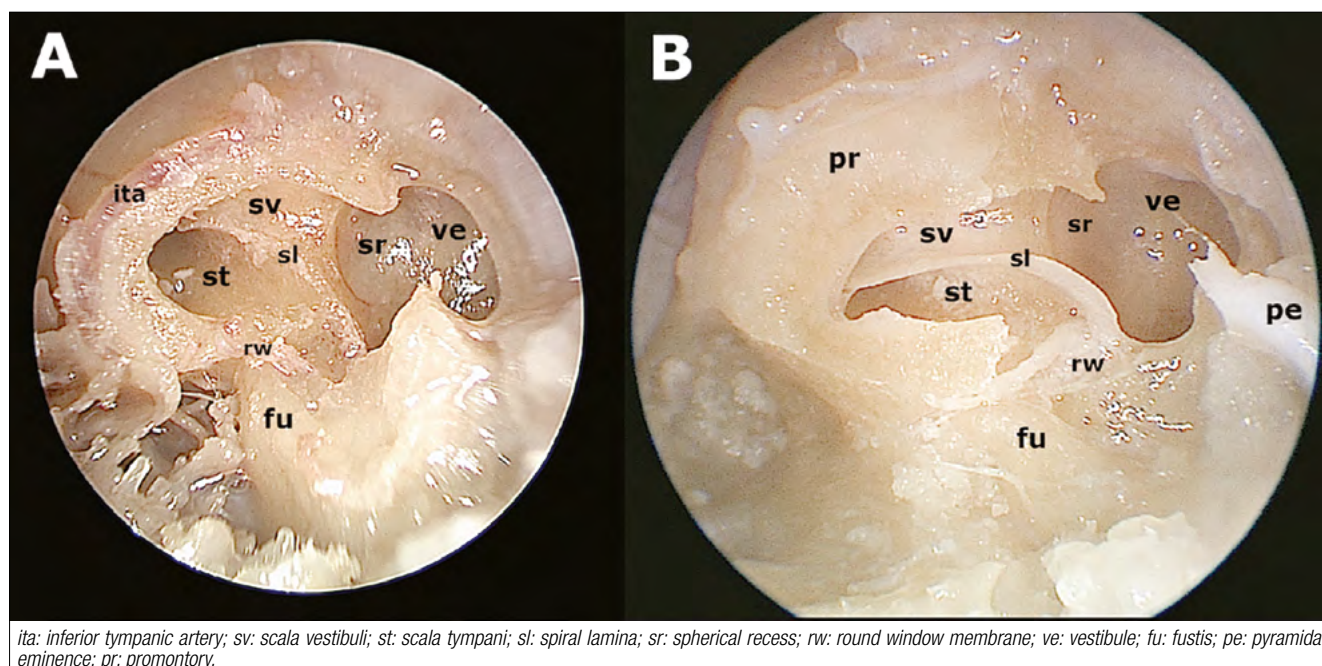 A
B
ita
sv
sl
st
sr
ve
rw
fu
pr
sv
sr
ve
sl
st
pe
rw
fu
ita: inferior tympanic artery; sv: scala vestibuli; st: scala tympani; sl: spiral lamina; sr: spherical recess; rw: round window membrane; ve: vestibule; fu: fustis; pe: pyramida
eminence; pr: promontory.